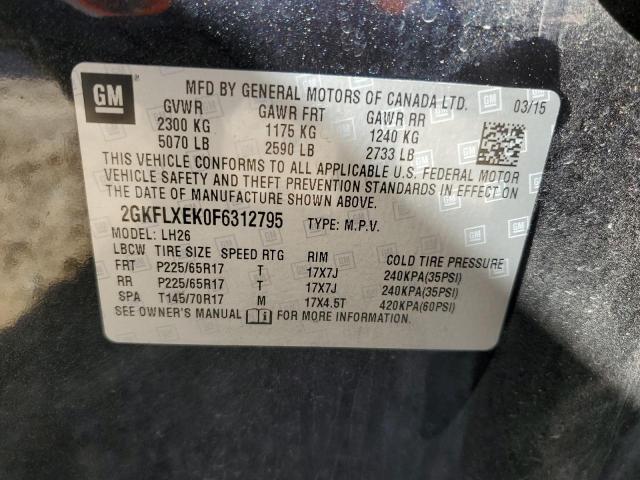 GM
MFD BY GENERAL MOTORS OF CANADA LTD.
03/15
GVWR GAWR FRT GAWR RR
2300 KG 1175 KG 1240 KG
5070 LB 2590 LB 2733 LB
THIS VEHICLE CONFORMS TO ALL APPLICABLE U.S. FEDERAL MOTOR
VEHICLE SAFETY AND THEFT PREVENTION STANDARDS IN EFFECT ON
THE DATE OF MANUFACTURE SHOWN ABOVE.
2GKFLXEK0F6312795 TYPE: M.P.V.
MODEL: LH26
LBCW TIRE SIZE SPEED RTG RIM COLD TIRE PRESSURE
FRT P225/65R17 T 17X7J 240KPA(35PSI)
RR P225/65R17 T 17X7J 240KPA(35PSI)
SPA T145/70R17 M 17X4.5T 420KPA(60PSI)
SEE OWNER'S MANUAL FOR MORE INFORMATION.